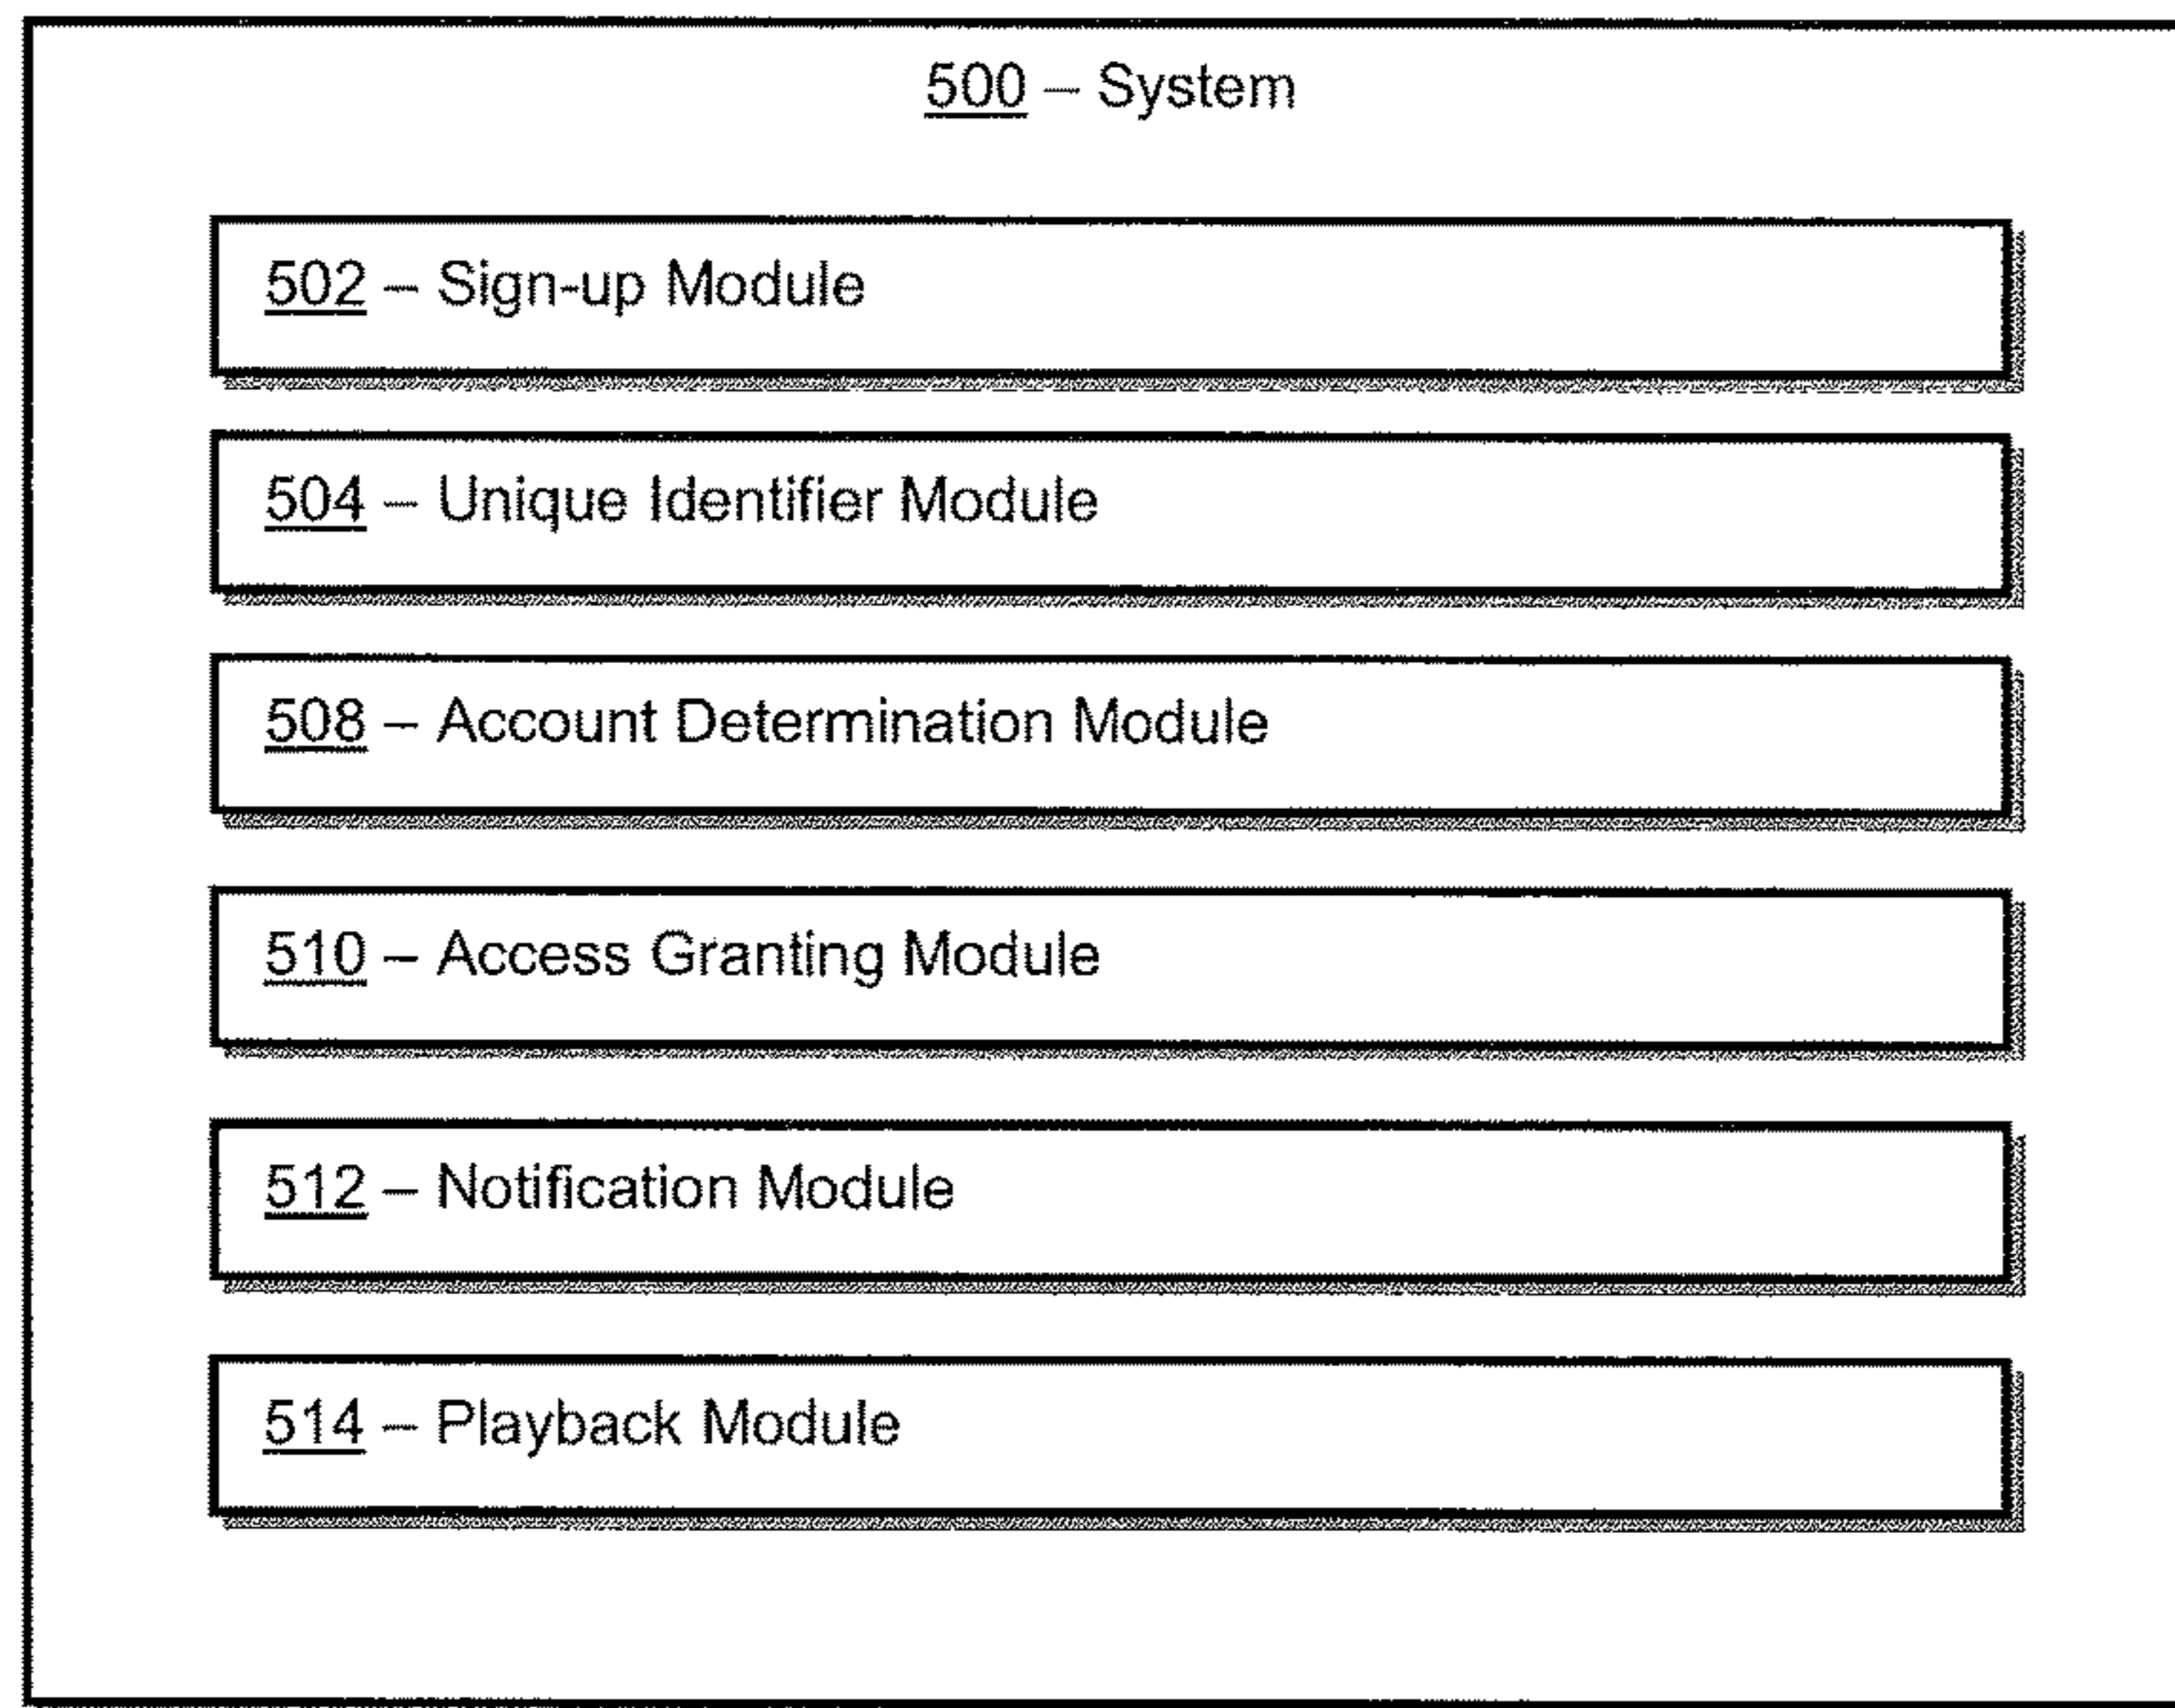 500 – System
502 – Sign-up Module
504 – Unique Identifier Module
508 – Account Determination Module
510 – Access Granting Module
512 – Notification Module
514 – Playback Module